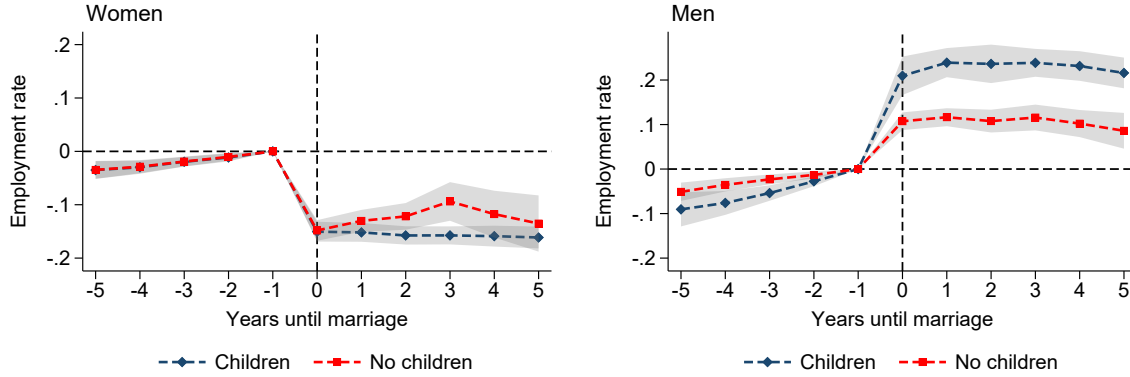 Women
Employment rate
.2
.1
0
-.1
-.2
-5 -4 -3 -2 -1 0 1 2 3 4 5
Years until marriage
Children No children
Men
Employment rate
.2
.1
0
-.1
-.2
-5 -4 -3 -2 -1 0 1 2 3 4 5
Years until marriage
Children No children